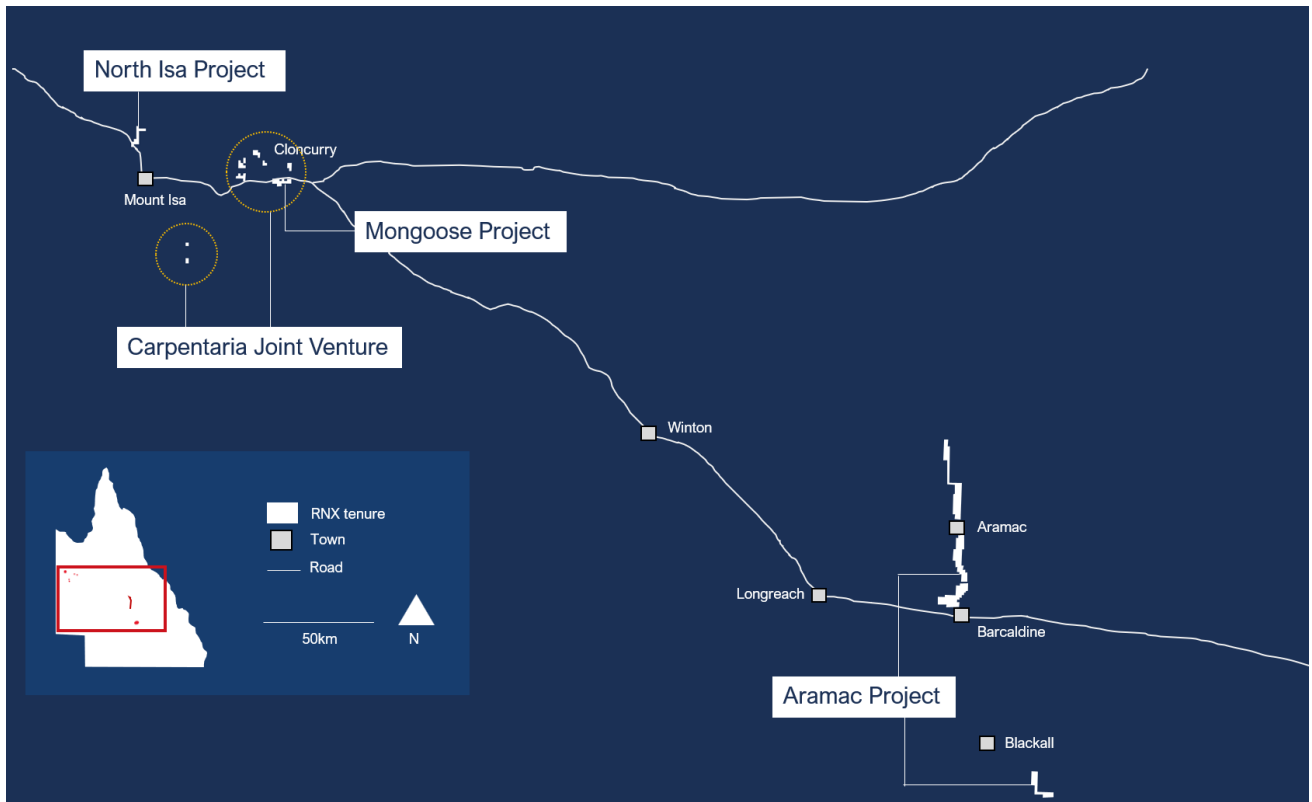 North Isa Project
Cloncurry
Mount Isa
Mongoose Project
Carpentaria Joint Venture
Winton
RNX tenure
Town
Road
50km
N
Aramac
Longreach
Barcaldine
Aramac Project
Blackall